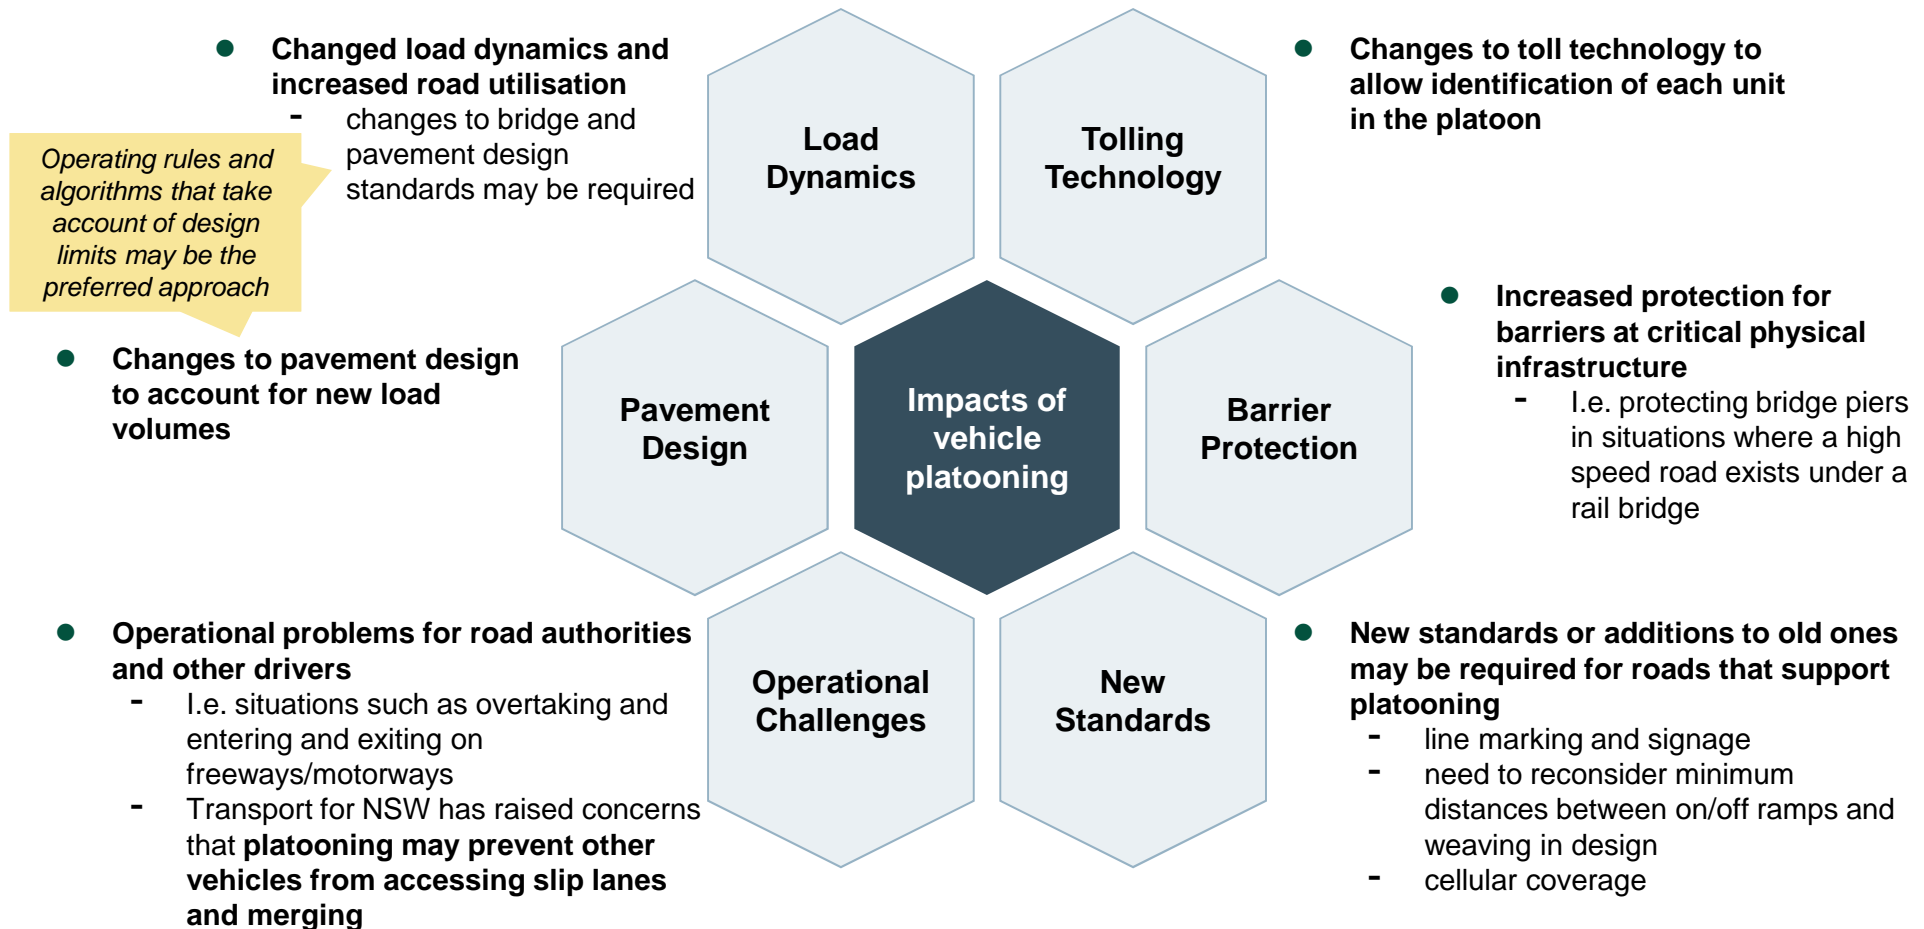 ● Changed load dynamics and
increased road utilisation
- changes to bridge and
pavement design
standards may be required
Operating rules and
algorithms that take
account of design
limits may be the
preferred approach
● Changes to pavement design
to account for new load
volumes
● Operational problems for road authorities
and other drivers
- I.e. situations such as overtaking and
entering and exiting on
freeways/motorways
- Transport for NSW has raised concerns
that platooning may prevent other
vehicles from accessing slip lanes
and merging
Load
Dynamics
Tolling
Technology
Pavement
Design
Impacts of
vehicle
platooning
Barrier
Protection
Operational
Challenges
New
Standards
● Changes to toll technology to
allow identification of each unit
in the platoon
● Increased protection for
barriers at critical physical
infrastructure
- I.e. protecting bridge piers
in situations where a high
speed road exists under a
rail bridge
● New standards or additions to old ones
may be required for roads that support
platooning
- line marking and signage
- need to reconsider minimum
distances between on/off ramps and
weaving in design
- cellular coverage